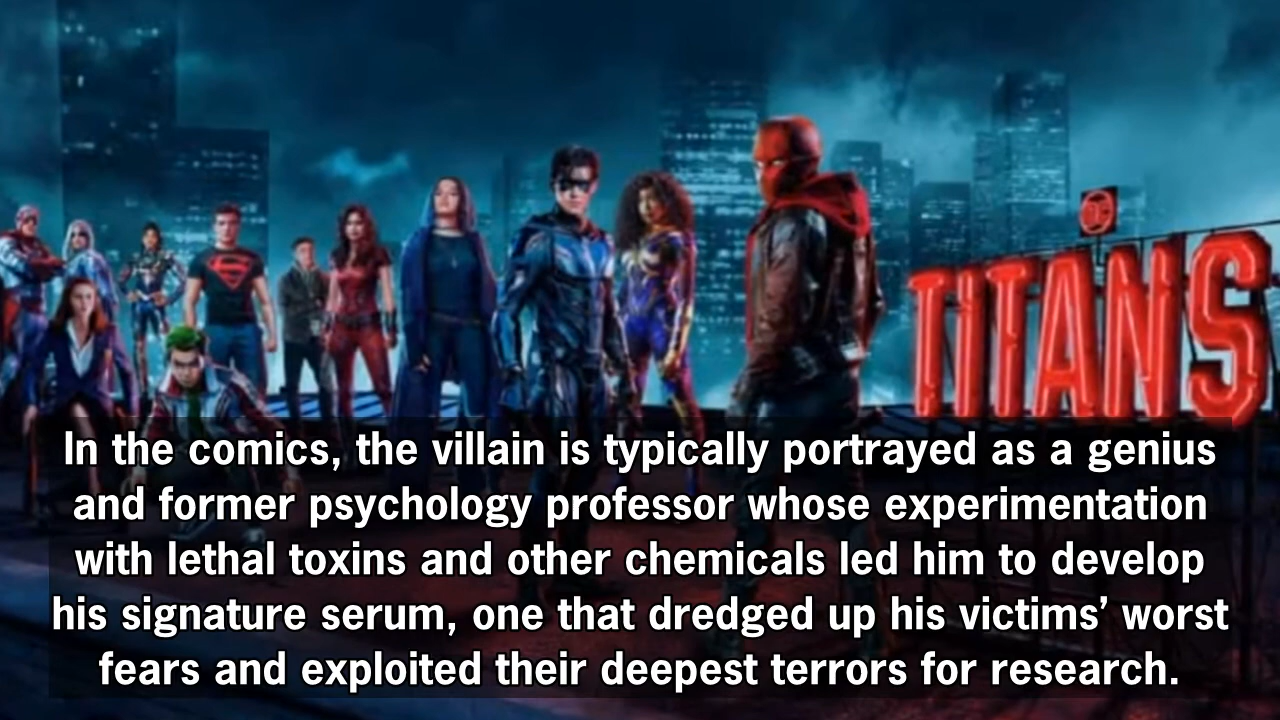 DC
TITANS
In the comics, the villain is typically portrayed as a genius
and former psychology professor whose experimentation
with lethal toxins and other chemicals led him to develop
his signature serum, one that dredged up his victims’ worst
fears and exploited their deepest terrors for research.